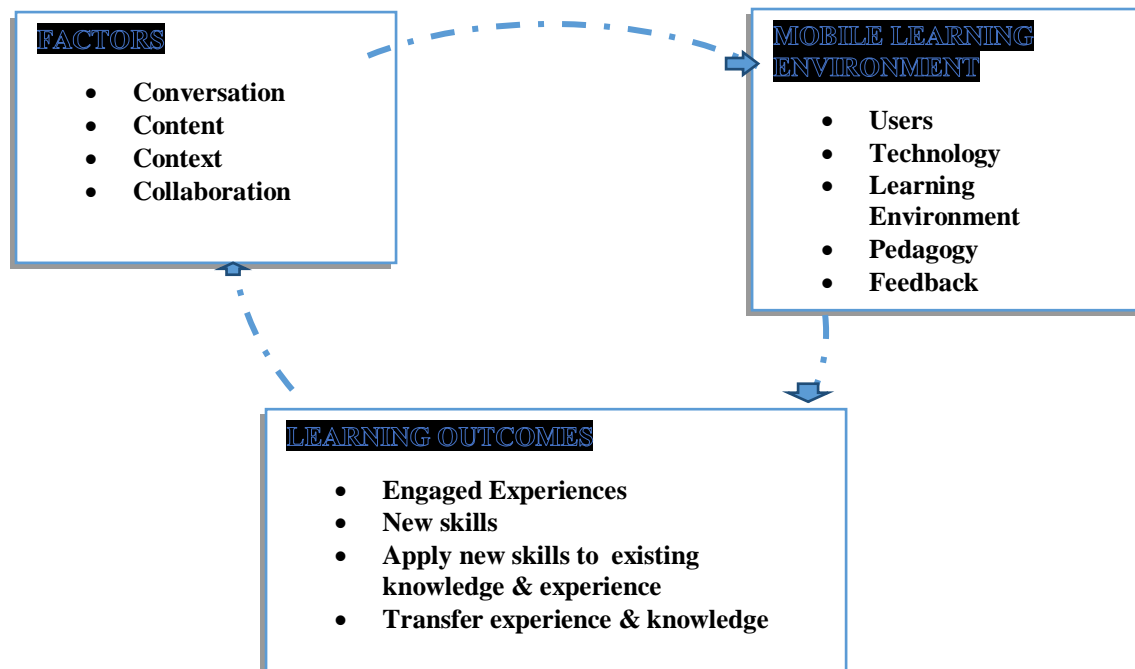 FACTORS
• Conversation
• Content
• Context
• Collaboration
MOBILE LEARNING
ENVIRONMENT
• Users
• Technology
• Learning
Environment
• Pedagogy
• Feedback
LEARNING OUTCOMES
• Engaged Experiences
• New skills
• Apply new skills to existing
knowledge & experience
• Transfer experience & knowledge